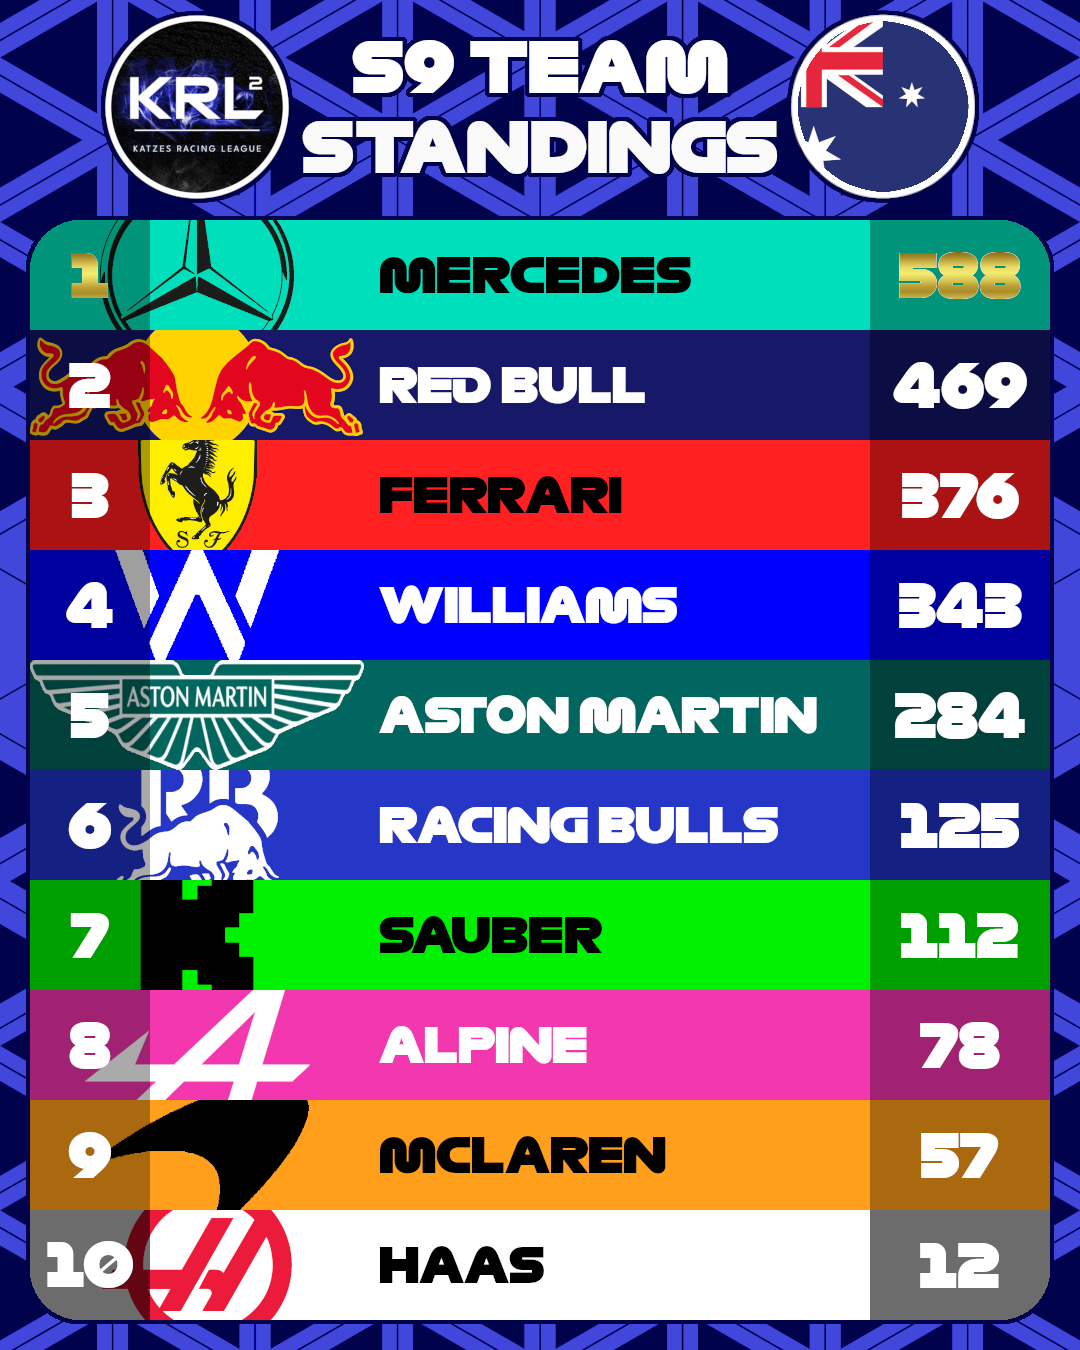 KRL²
KATZES RACING LEAGUE
S9 TEAM
STANDINGS
1 MERCEDES 588
2 RED BULL 469
S F
3 FERRARI 376
4 W WILLIAMS 343
ASTON MARTIN
5 ASTON MARTIN 284
RB
6 RACING BULLS 125
7 K SAUBER 112
8 A ALPINE 78
9 MCLAREN 57
10 H HAAS 12